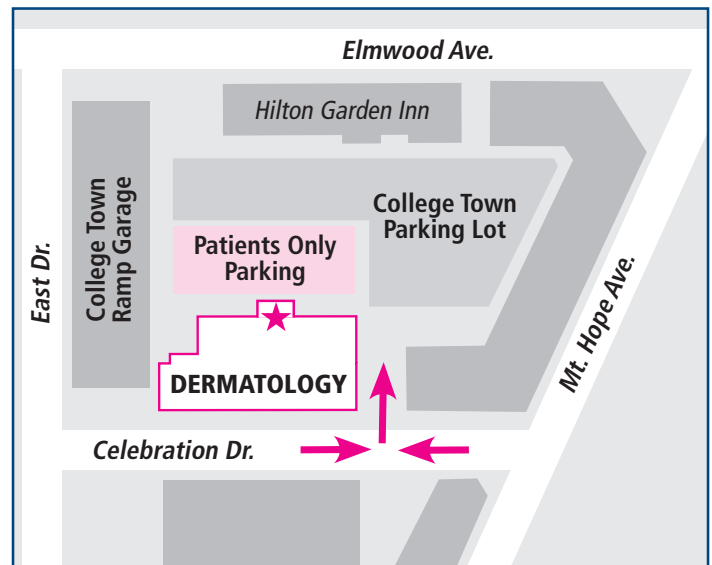 Elmwood Ave.
Hilton Garden Inn
College Town
Ramp Garage
College Town
Parking Lot
Patients Only
Parking
East Dr.
Mt. Hope Ave.
DERMATOLOGY
Celebration Dr.